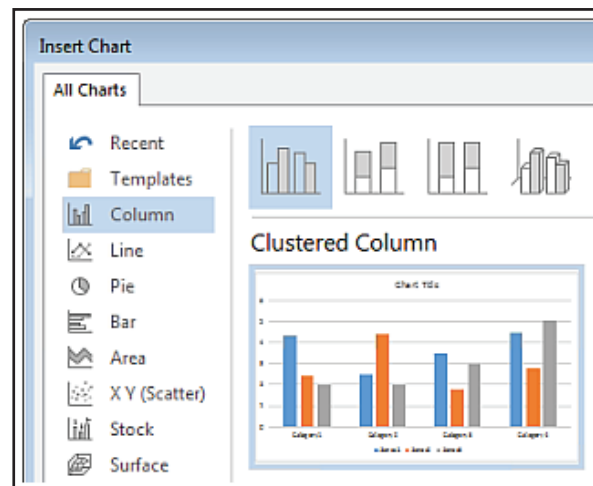 Insert Chart
All Charts
Recent
Templates
Column
Line
Pie
Bar
Area
X Y (Scatter)
Stock
Surface
Clustered Column
Chart Title